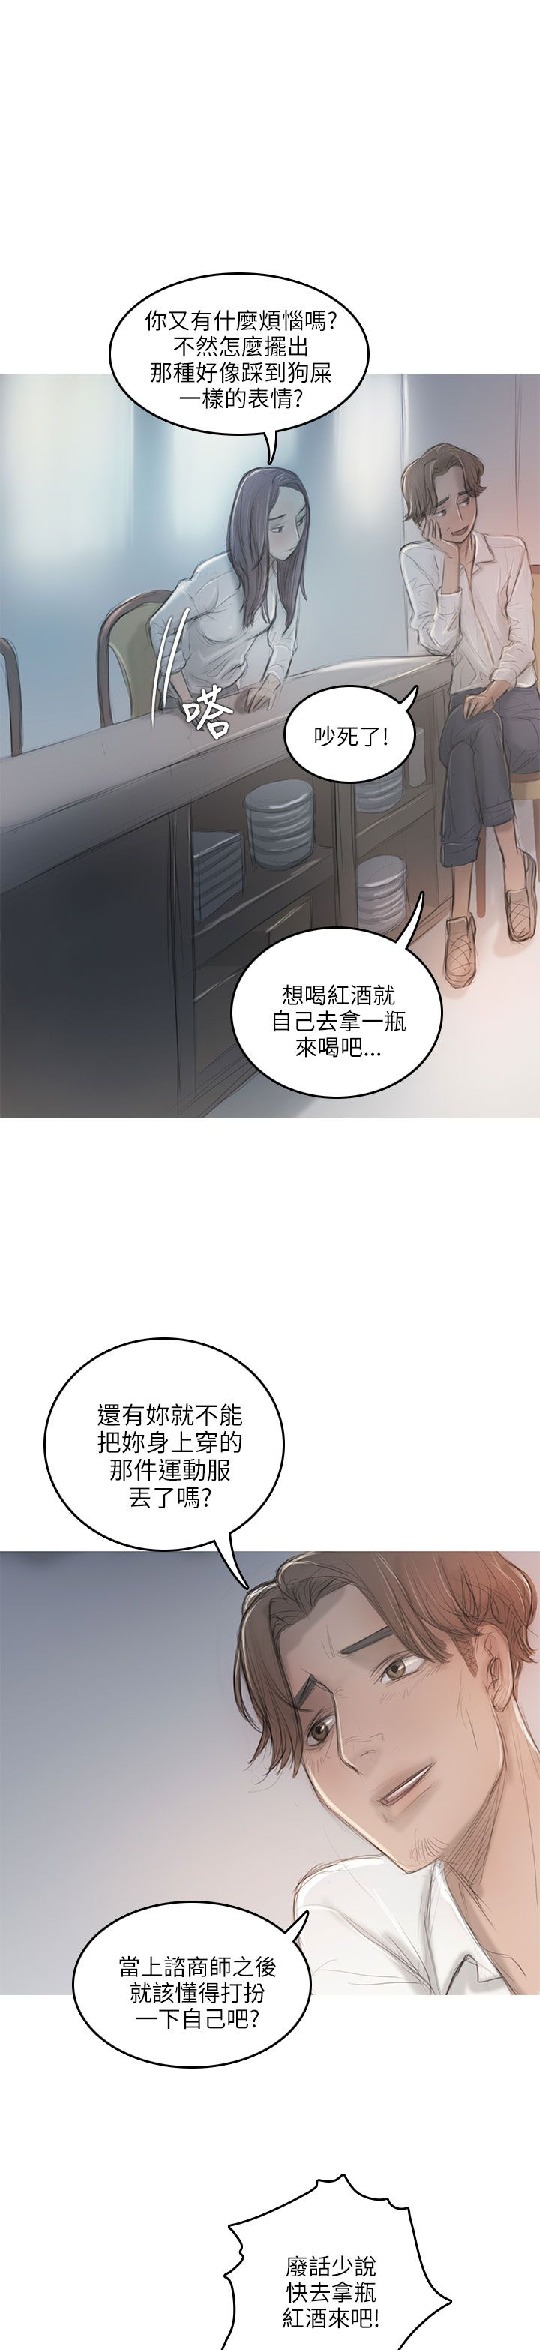 你又有什麼煩惱嗎?
不然怎麼擺出
那種好像踩到狗屎
一樣的表情?
嗒
吵死了!
想喝紅酒就
自己去拿一瓶
來喝吧...
還有妳就不能
把妳身上穿的
那件運動服
丟了嗎?
當上諮商師之後
就該懂得打扮
一下自己吧?
廢話少說
快去拿瓶
紅酒來吧!